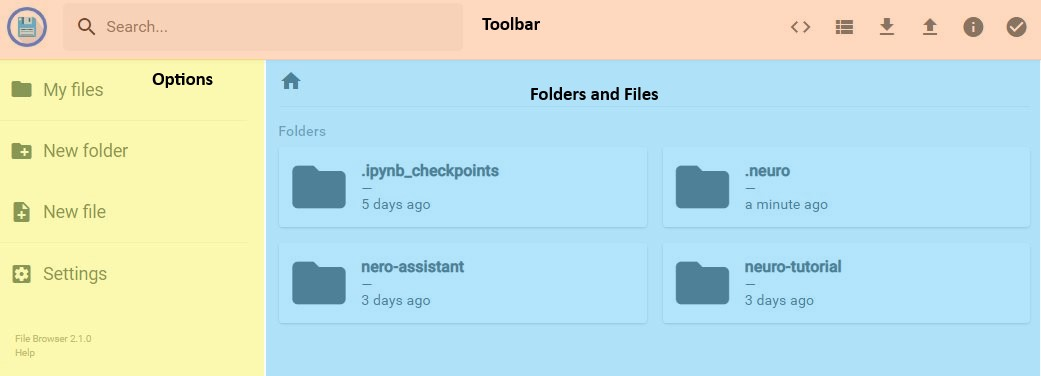 Search...
Toolbar
Options
My files
New folder
New file
Settings
File Browser 2.1.0
Help
Folders and Files
Folders
.ipynb_checkpoints
—
5 days ago
.neuro
—
a minute ago
nero-assistant
—
3 days ago
neuro-tutorial
—
3 days ago